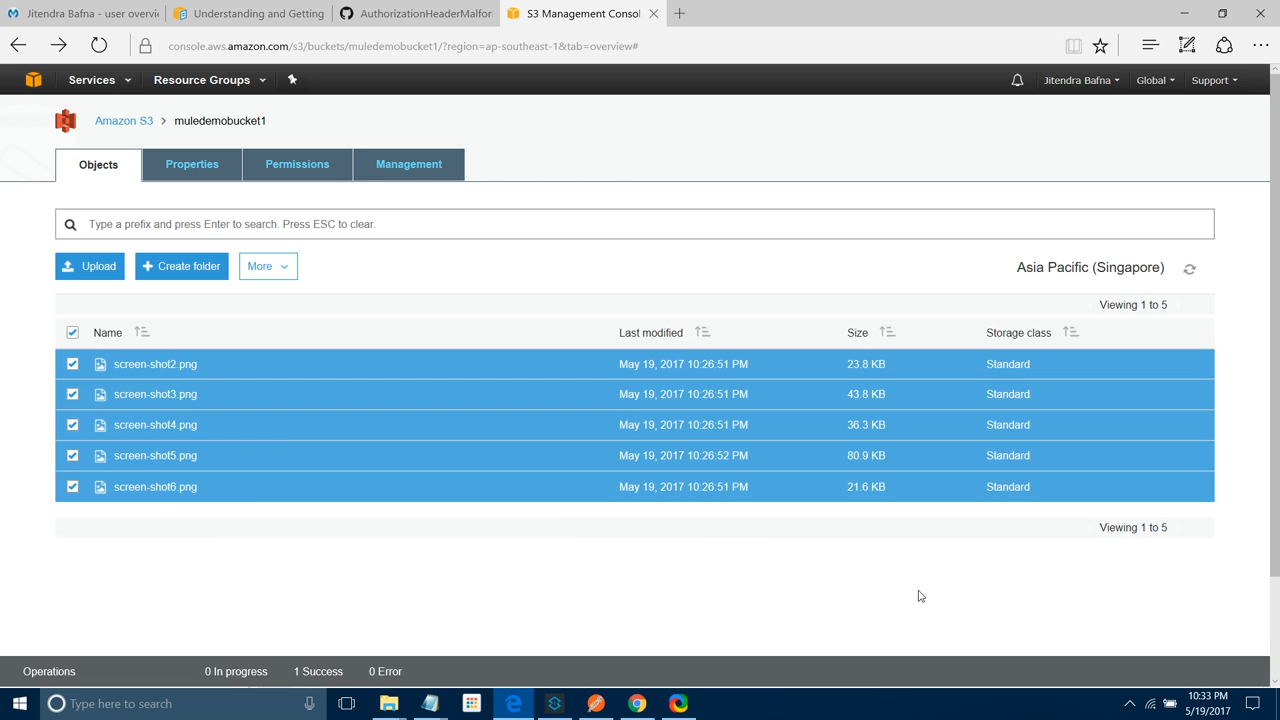 Jitendra Bafna - user overvi
Understanding and Getting
AuthorizationHeaderMalfor
S3 Management Conso
console.aws.amazon.com/s3/buckets/muledemobucket1/?region=ap-southeast-1&tab=overview#
Services
Resource Groups
Jitendra Bafna
Global
Support
Amazon S3 > muledemobucket1
Objects
Properties
Permissions
Management
Type a prefix and press Enter to search. Press ESC to clear.
Upload
+ Create folder
More
Asia Pacific (Singapore)
Viewing 1 to 5
Name Last modified Size Storage class
screen-shot2.png May 19, 2017 10:26:51 PM 23.8 KB Standard
screen-shot3.png May 19, 2017 10:26:51 PM 43.8 KB Standard
screen-shot4.png May 19, 2017 10:26:51 PM 36.3 KB Standard
screen-shot5.png May 19, 2017 10:26:52 PM 80.9 KB Standard
screen-shot6.png May 19, 2017 10:26:51 PM 21.6 KB Standard
Viewing 1 to 5
Operations 0 In progress 1 Success 0 Error
Type here to search
10:33 PM
5/19/2017